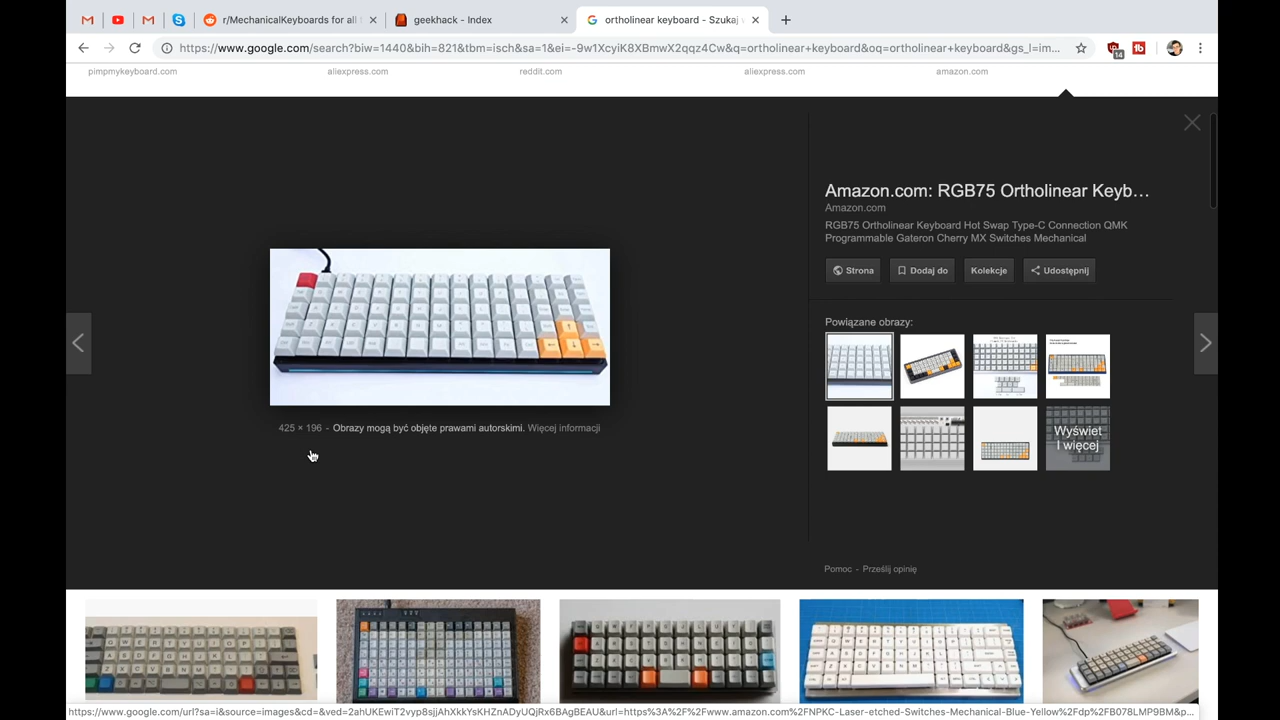 r/MechanicalKeyboards for all
geekhack - Index
ortholinear keyboard - Szukaj
https://www.google.com/search?biw=1440&bih=821&tbm=isch&sa=1&ei=-9w1XcyiK8XBmwX2qqz4Cw&q=ortholinear+keyboard&oq=ortholinear+keyboard&gs_l=im...
14
pimpmykeyboard.com
aliexpress.com
reddit.com
aliexpress.com
amazon.com
Amazon.com: RGB75 Ortholinear Keyb...
Amazon.com
RGB75 Ortholinear Keyboard Hot Swap Type-C Connection QMK
Programmable Gateron Cherry MX Switches Mechanical
Strona
Dodaj do
Kolekcje
Udostępnij
Powiązane obrazy:
Wyświet
l więcej
425 × 196 - Obrazy mogą być objęte prawami autorskimi. Więcej informacji
Pomoc - Prześlij opinię
https://www.google.com/url?sa=i&source=images&cd=&ved=2ahUKEwiT2vyp8sjjAhXkkYsKHZnADyUQjRx6BAgBEAU&url=https%3A%2F%2Fwww.amazon.com%2FNPKC-Laser-etched-Switches-Mechanical-Blue-Yellow%2Fdp%2FB078LMP9BM&p...